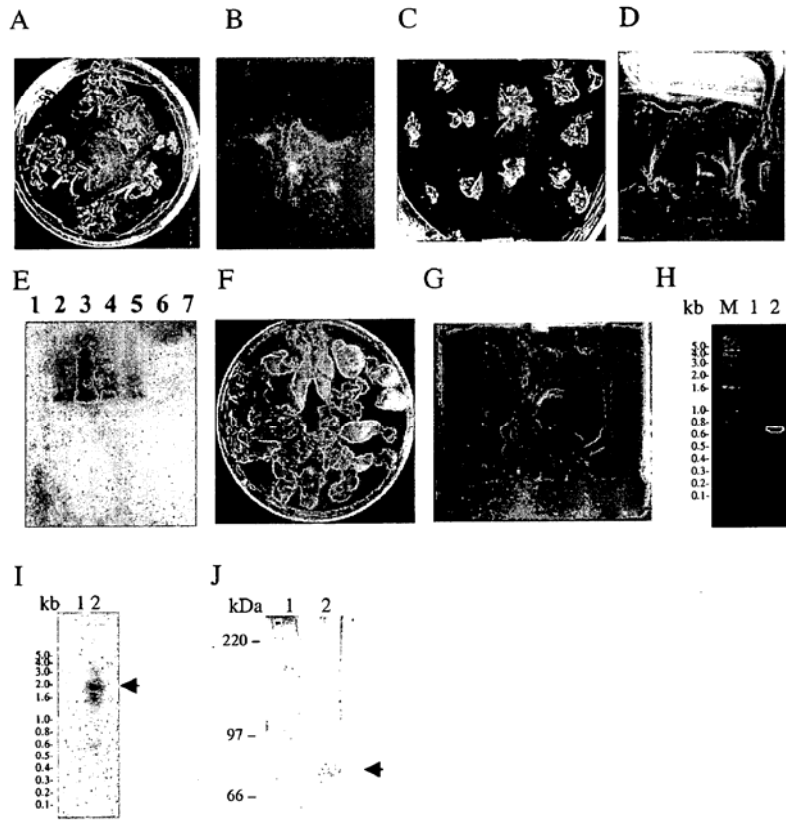 A
B
C
D
E
1 2 3 4 5 6 7
F
G
H
kb M 1 2
5.0
4.0
3.0
2.0-
1.6-
1.0-
0.8-
0.6-
0.5-
0.4-
0.3-
0.2-
0.1-
I
kb 1 2
5.0
4.0
3.0
2.0-
1.6-
1.0-
0.8-
0.6-
0.5-
0.4-
0.3-
0.2-
0.1-
J
kDa 1 2
220 –
97 –
66 –